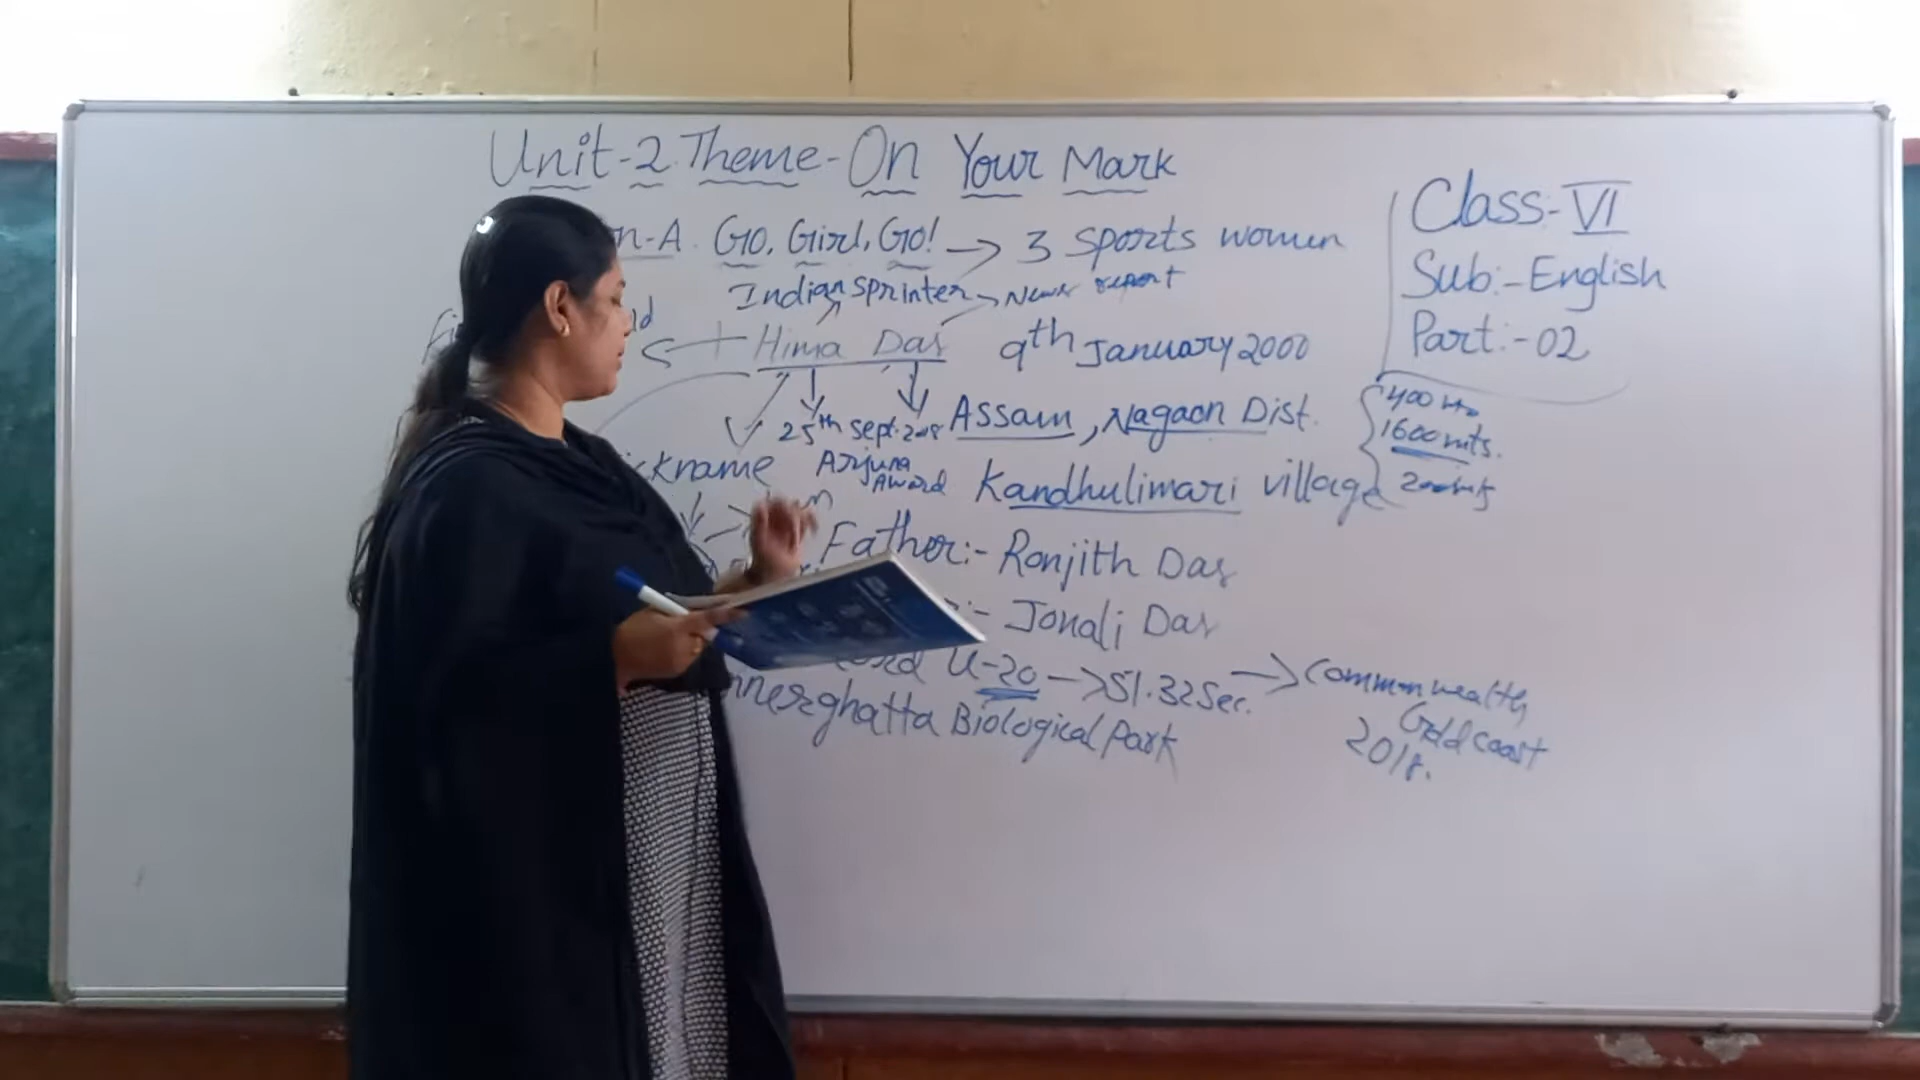 Unit-2 Theme-On Your Mark
n-A. Go, Girl, Go! → 3 Sports women
Indian Sprinter → News report
← Hima Das 9th January 2000
25th Sept. 2018 Assam, Nagaon Dist.
ckname Arjuna Award Kandhulimari village
Father:- Ronjith Das
:- Jonali Das
U-20 → 51.32 Sec. → Commonwealth
Gold coast
2018.
nnerghatta Biological Park
Class:- VI
Sub:- English
Part:- 02
400 mts
1600 mts.
200 mts